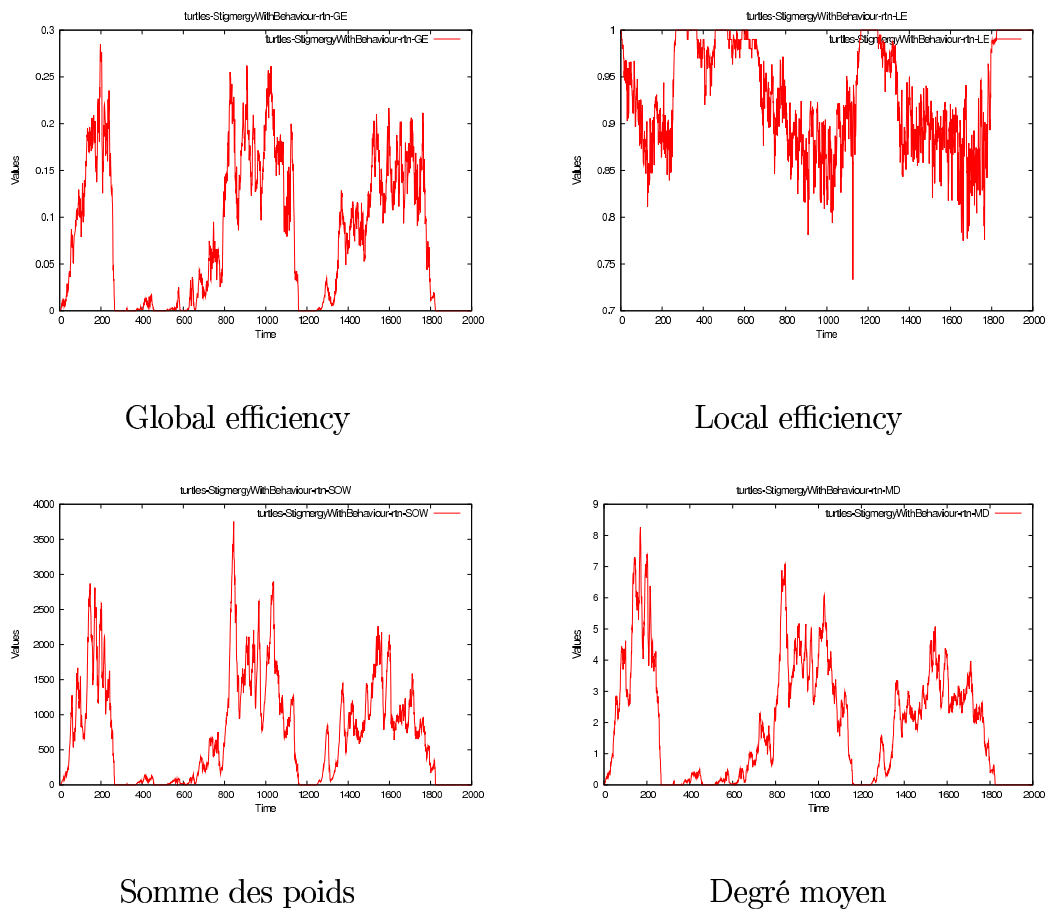 turtles-StigmergyWithBehaviour-rtn-GE
turtles-StigmergyWithBehaviour-rtn-GE
0.3
0.25
0.2
0.15
0.1
0.05
0
Values
0 200 400 600 800 1000 1200 1400 1600 1800 2000
Time
Global efficiency
turtles-StigmergyWithBehaviour-rtn-LE
turtles-StigmergyWithBehaviour-rtn-LE
1
0.95
0.9
0.85
0.8
0.75
0.7
Values
0 200 400 600 800 1000 1200 1400 1600 1800 2000
Time
Local efficiency
turtles-StigmergyWithBehaviour-rtn-SOW
turtles-StigmergyWithBehaviour-rtn-SOW
4000
3500
3000
2500
2000
1500
1000
500
0
Values
0 200 400 600 800 1000 1200 1400 1600 1800 2000
Time
Somme des poids
turtles-StigmergyWithBehaviour-rtn-MD
turtles-StigmergyWithBehaviour-rtn-MD
9
8
7
6
5
4
3
2
1
0
Values
0 200 400 600 800 1000 1200 1400 1600 1800 2000
Time
Degré moyen